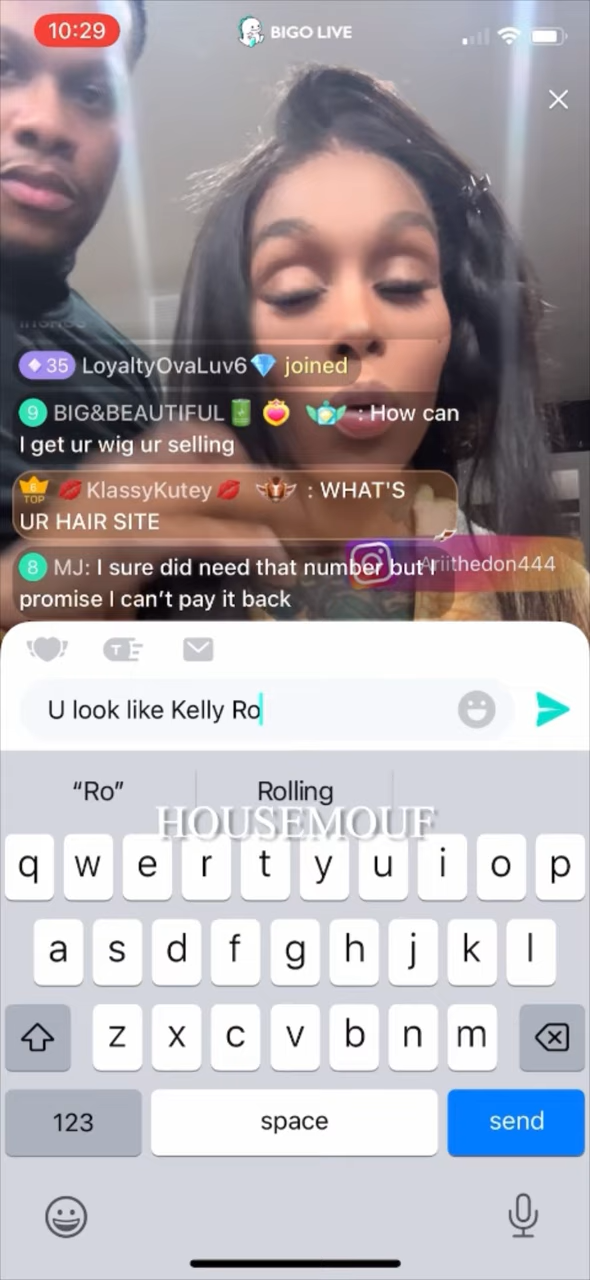 10:29
BIGO LIVE
35 LoyaltyOvaLuv6 joined
9 BIG&BEAUTIFUL : How can
I get ur wig ur selling
6 TOP KlassyKutey : WHAT'S
UR HAIR SITE
8 MJ: I sure did need that number but I
promise I can't pay it back
Ariithedon444
U look like Kelly Ro
“Ro” Rolling
HOUSEMOUF
q w e r t y u i o p
a s d f g h j k l
z x c v b n m
123 space send